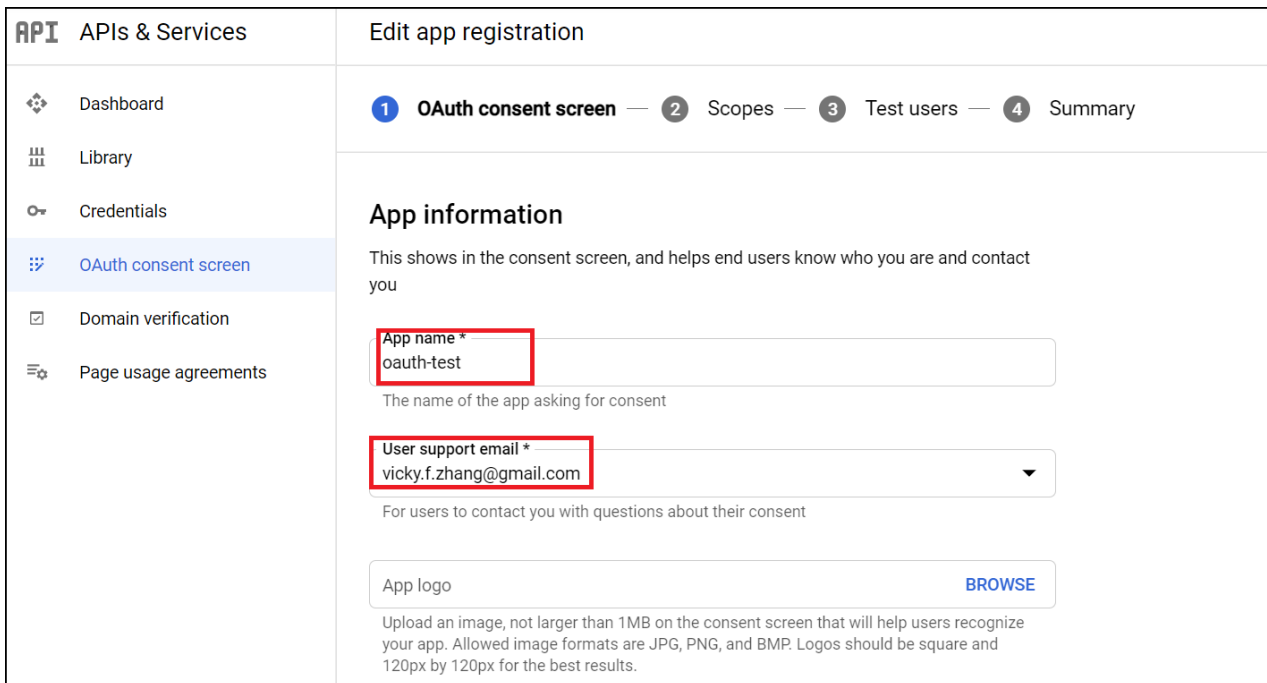 API APIs & Services
Edit app registration
Dashboard
Library
Credentials
OAuth consent screen
Domain verification
Page usage agreements
1 OAuth consent screen — 2 Scopes — 3 Test users — 4 Summary
App information
This shows in the consent screen, and helps end users know who you are and contact
you
App name *
oauth-test
The name of the app asking for consent
User support email *
vicky.f.zhang@gmail.com
For users to contact you with questions about their consent
App logo BROWSE
Upload an image, not larger than 1MB on the consent screen that will help users recognize
your app. Allowed image formats are JPG, PNG, and BMP. Logos should be square and
120px by 120px for the best results.